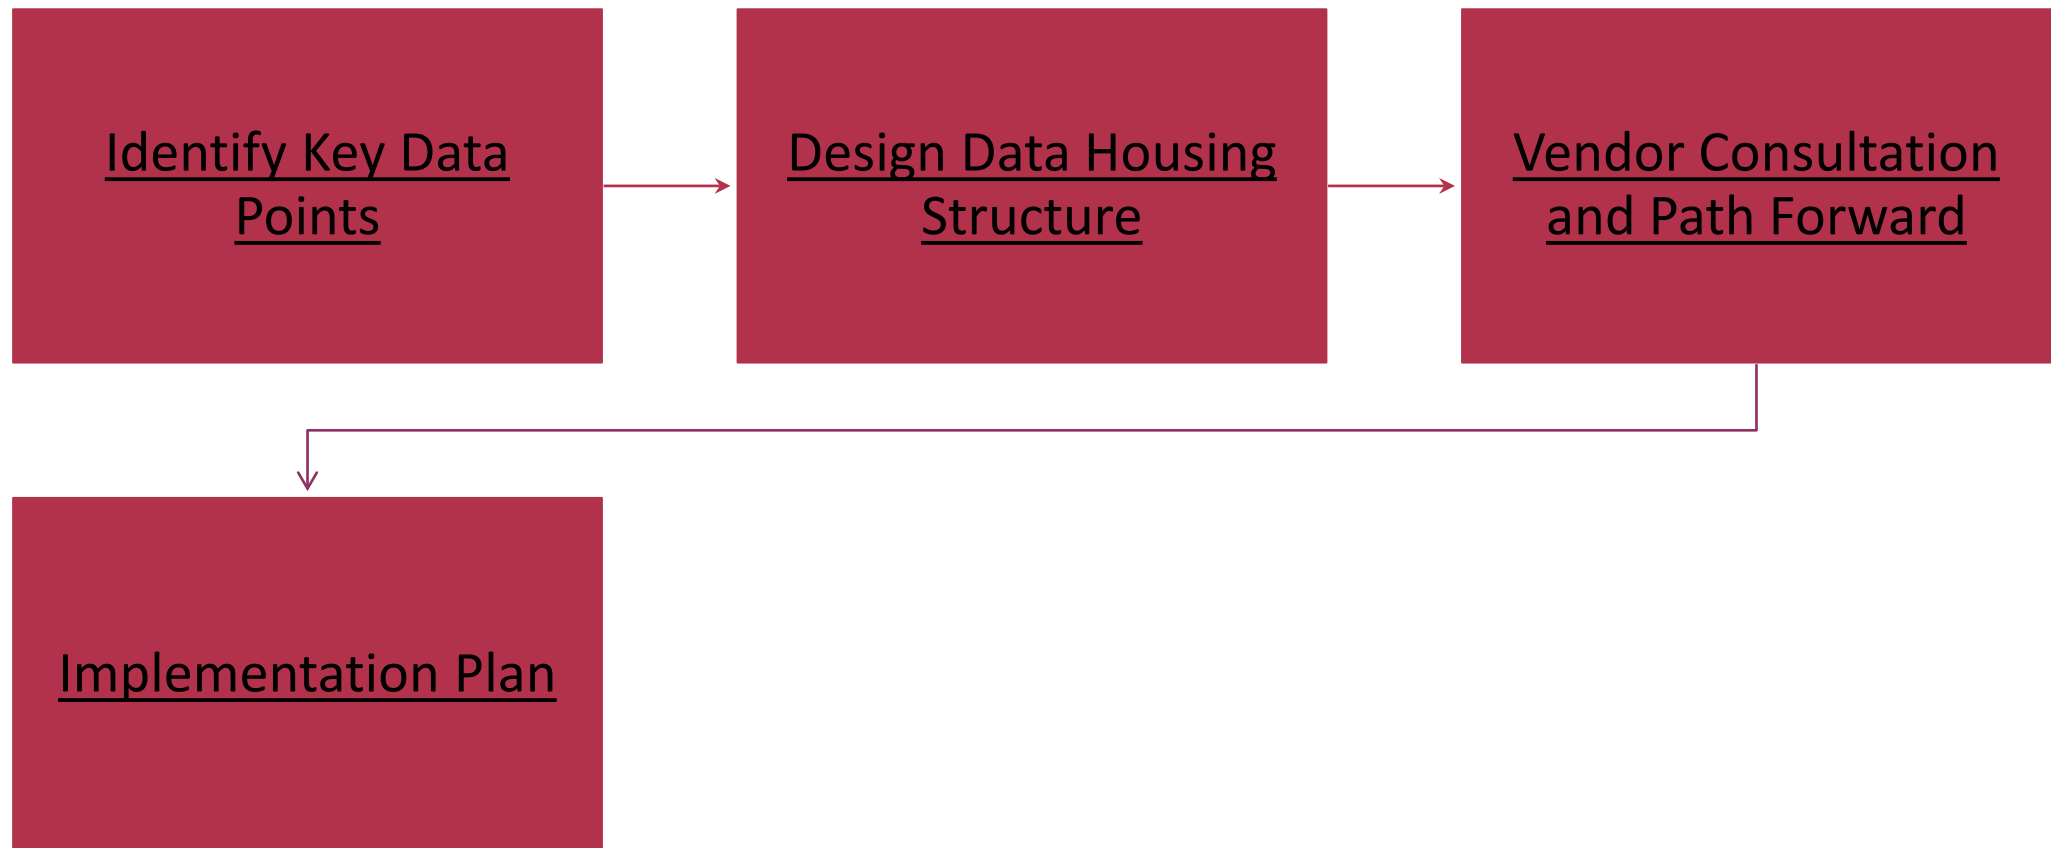 Identify Key Data
Points
Design Data Housing
Structure
Vendor Consultation
and Path Forward
Implementation Plan